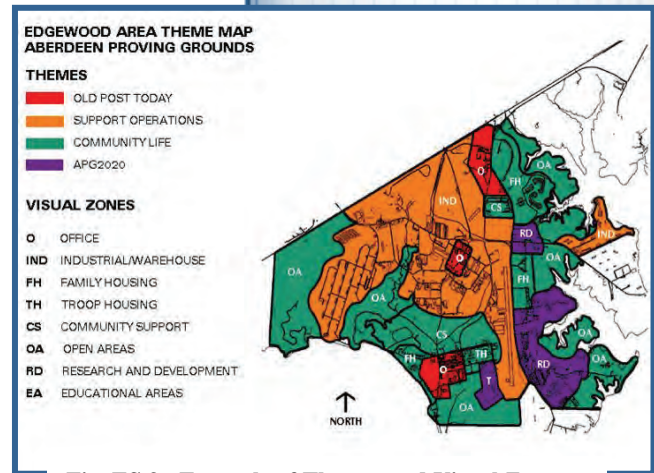 EDGEWOOD AREA THEME MAP
ABERDEEN PROVING GROUNDS
THEMES
OLD POST TODAY
SUPPORT OPERATIONS
COMMUNITY LIFE
APG2020
VISUAL ZONES
O OFFICE
IND INDUSTRIAL/WAREHOUSE
FH FAMILY HOUSING
TH TROOP HOUSING
CS COMMUNITY SUPPORT
OA OPEN AREAS
RD RESEARCH AND DEVELOPMENT
EA EDUCATIONAL AREAS
NORTH
O
FH
OA
IND
CS
RD
IND
OA
O
OA
OA
FH
CS
FH
O
TH
T
RD
OA
OA
OA